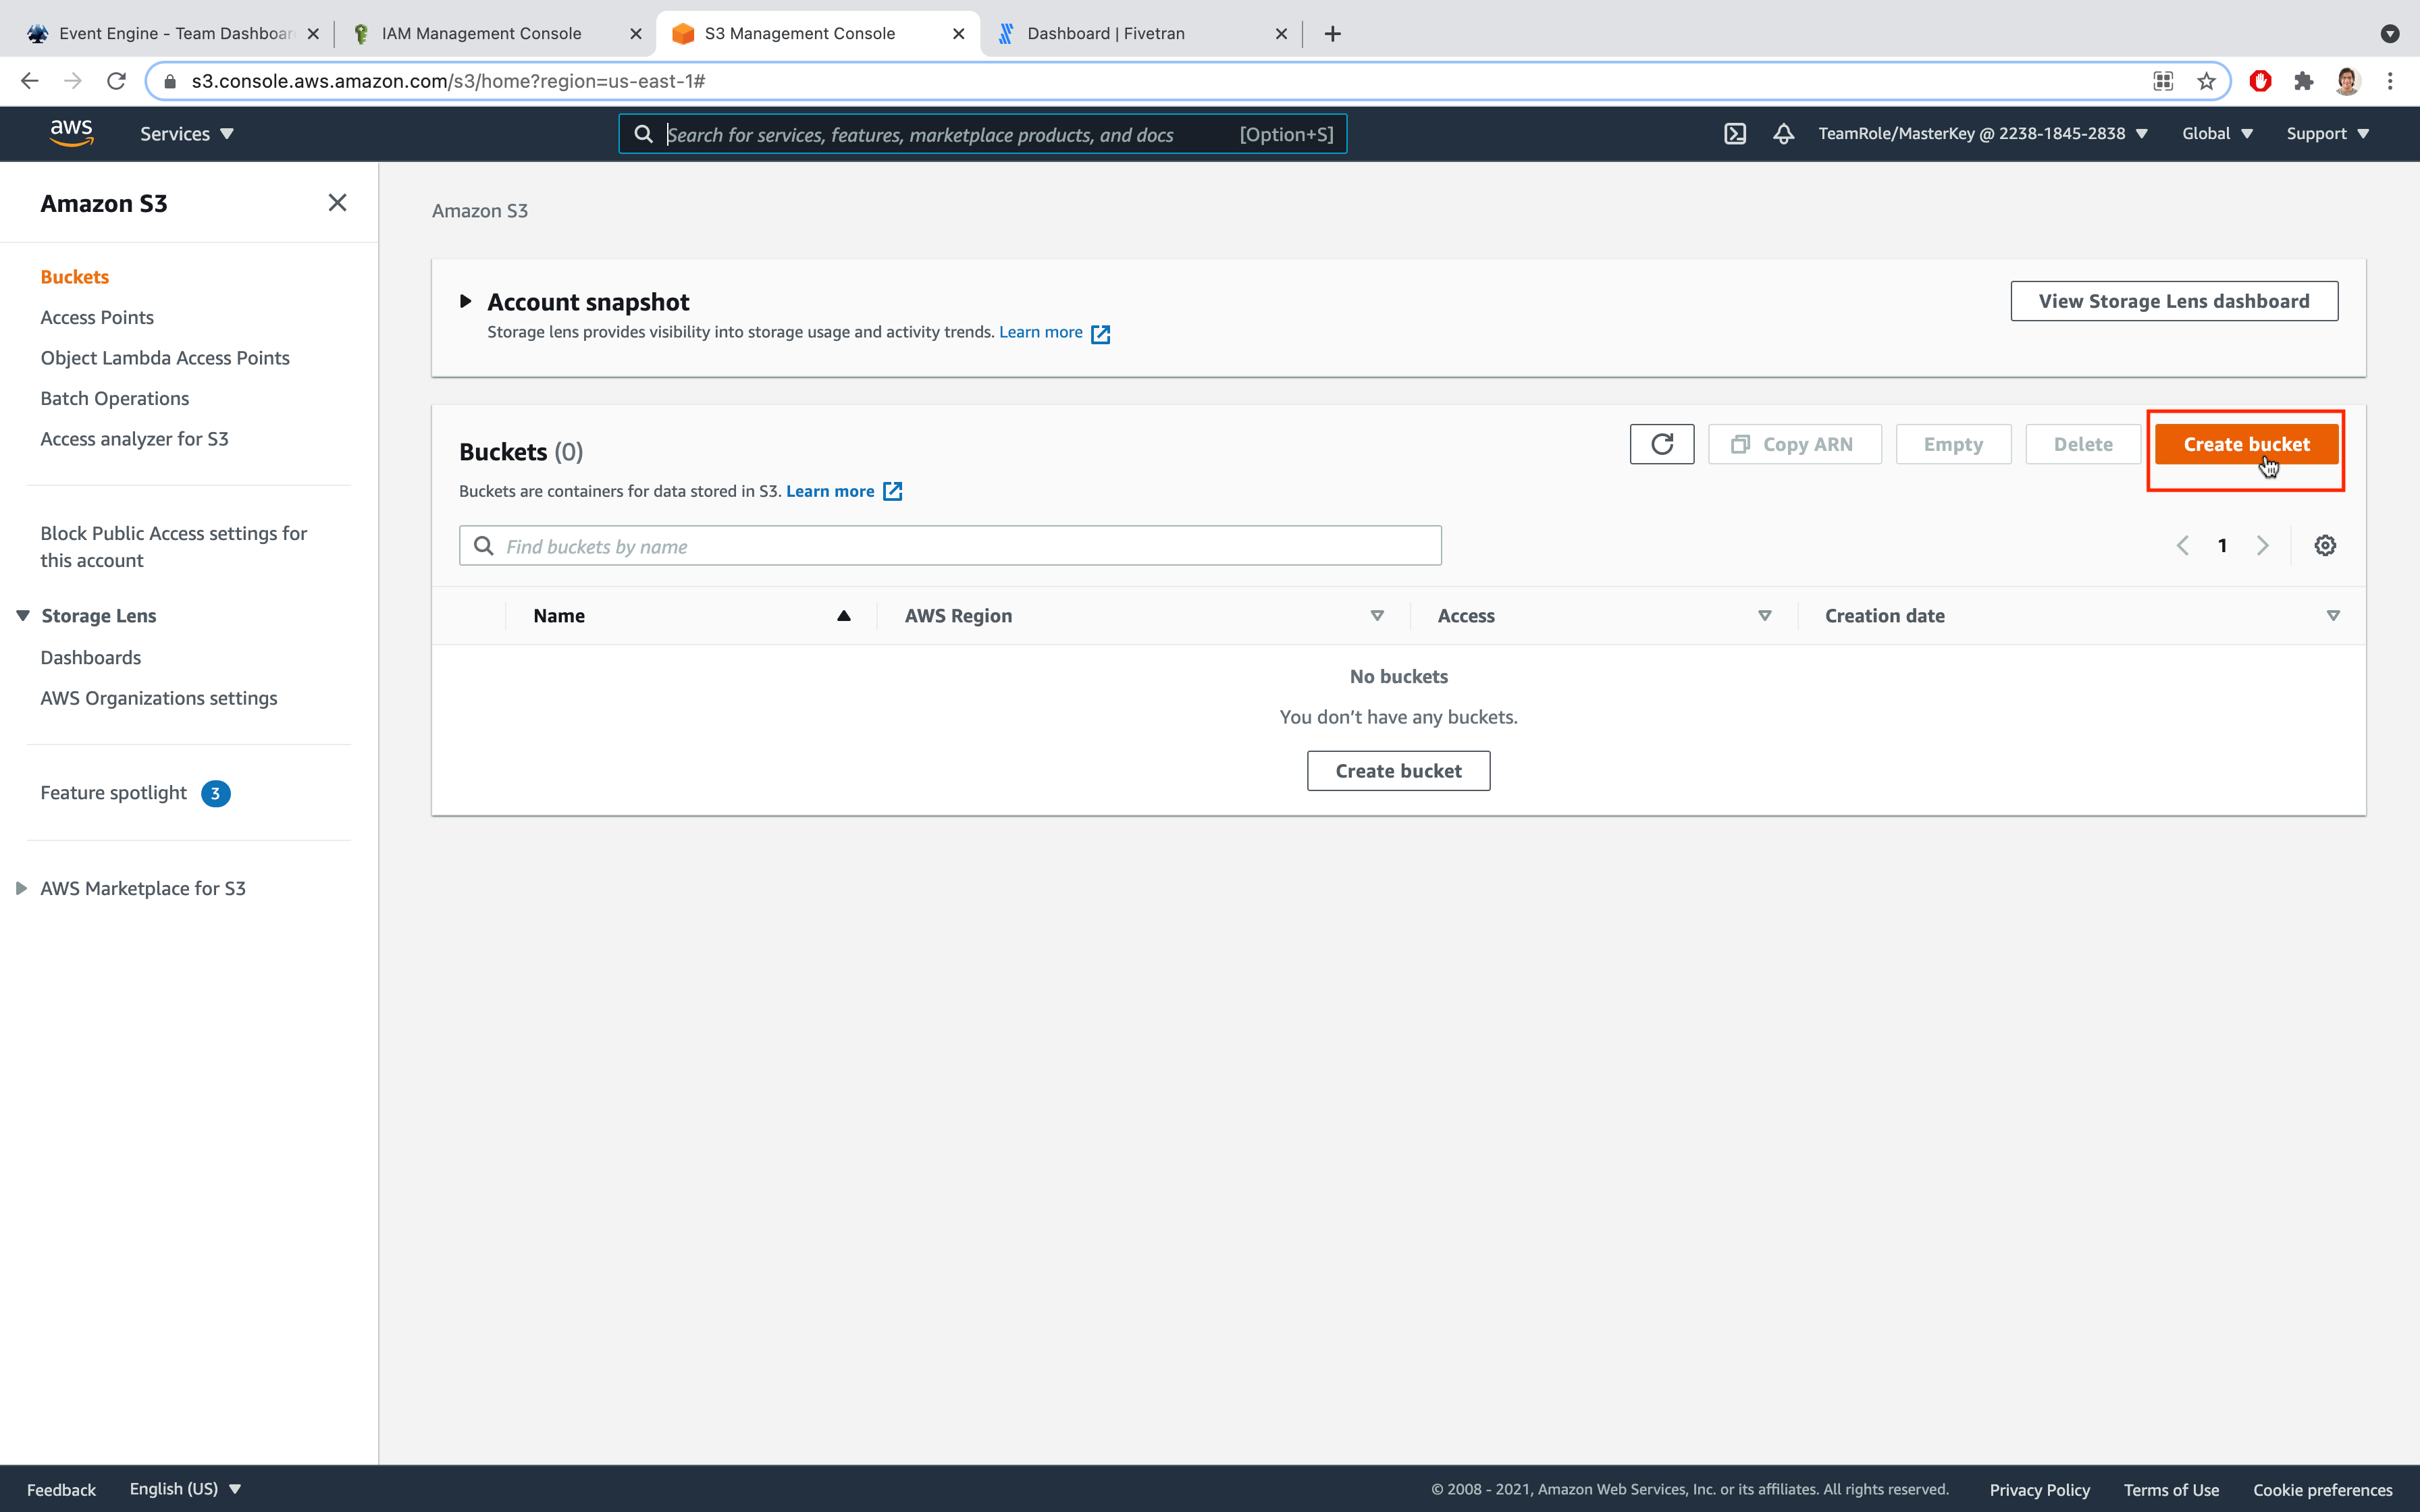 Event Engine - Team Dashboar
IAM Management Console
S3 Management Console
Dashboard | Fivetran
s3.console.aws.amazon.com/s3/home?region=us-east-1#
aws
Services
Search for services, features, marketplace products, and docs
[Option+S]
TeamRole/MasterKey @ 2238-1845-2838
Global
Support
Amazon S3
Buckets
Access Points
Object Lambda Access Points
Batch Operations
Access analyzer for S3
Block Public Access settings for
this account
Storage Lens
Dashboards
AWS Organizations settings
Feature spotlight 3
AWS Marketplace for S3
Amazon S3
Account snapshot
Storage lens provides visibility into storage usage and activity trends. Learn more
View Storage Lens dashboard
Buckets (0)
Buckets are containers for data stored in S3. Learn more
Copy ARN
Empty
Delete
Create bucket
Find buckets by name
1
Name
AWS Region
Access
Creation date
No buckets
You don’t have any buckets.
Create bucket
Feedback
English (US)
© 2008 - 2021, Amazon Web Services, Inc. or its affiliates. All rights reserved.
Privacy Policy
Terms of Use
Cookie preferences